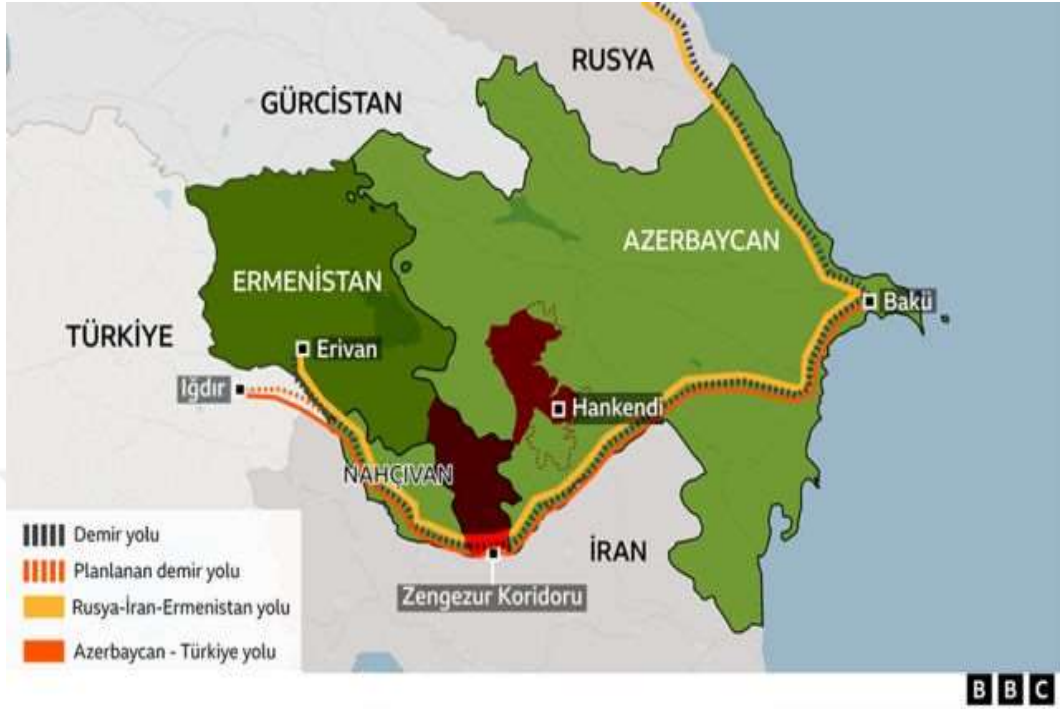 RUSYA
GÜRCİSTAN
AZERBAYCAN
ERMENİSTAN
Bakü
TÜRKİYE
Erivan
Iğdır
Hankendi
NAHÇIVAN
İRAN
Zengezur Koridoru
Demir yolu
Planlanan demir yolu
Rusya-İran-Ermenistan yolu
Azerbaycan - Türkiye yolu
BBC